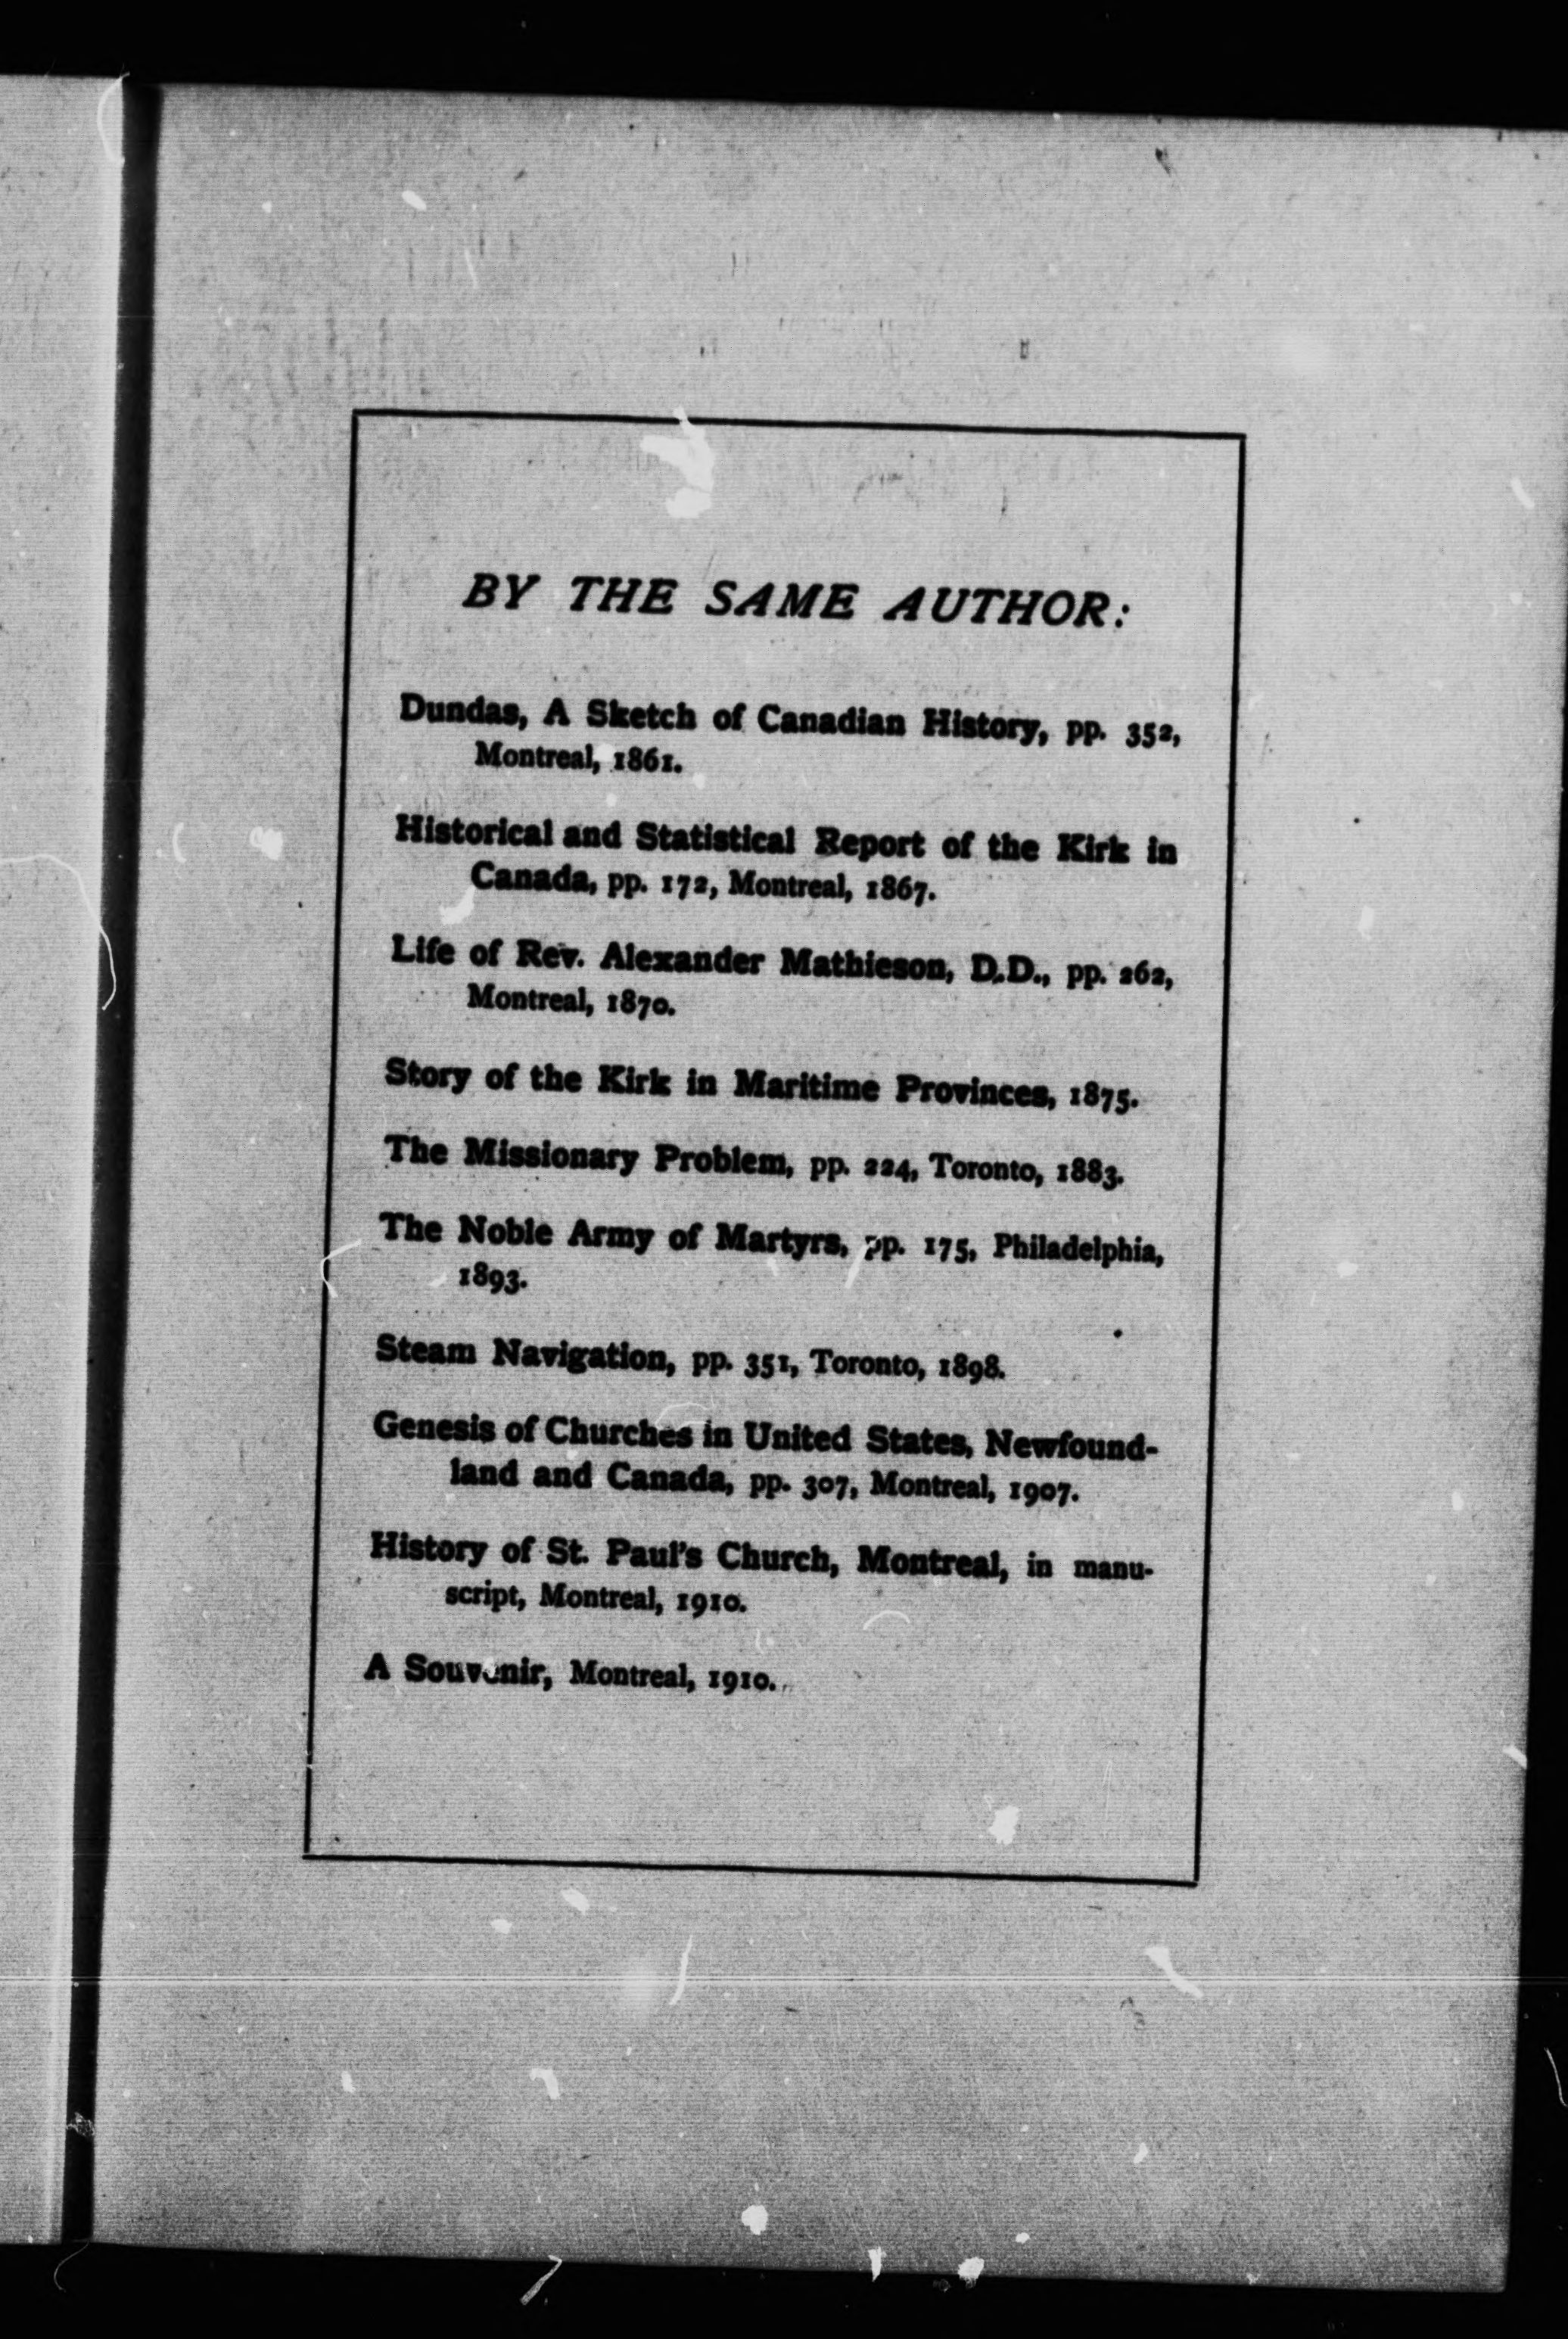 BY THE SAME AUTHOR:
Dundas, A Sketch of Canadian History, pp. 352,
Montreal, 1861.
Historical and Statistical Report of the Kirk in
Canada, pp. 172, Montreal, 1867.
Life of Rev. Alexander Mathieson, D.D., pp. 262,
Montreal, 1870.
Story of the Kirk in Maritime Provinces, 1875.
The Missionary Problem, pp. 224, Toronto, 1883.
The Noble Army of Martyrs, pp. 175, Philadelphia,
1893.
Steam Navigation, pp. 351, Toronto, 1898.
Genesis of Churches in United States, Newfound-
land and Canada, pp. 307, Montreal, 1907.
History of St. Paul's Church, Montreal, in manu-
script, Montreal, 1910.
A Souvenir, Montreal, 1910.